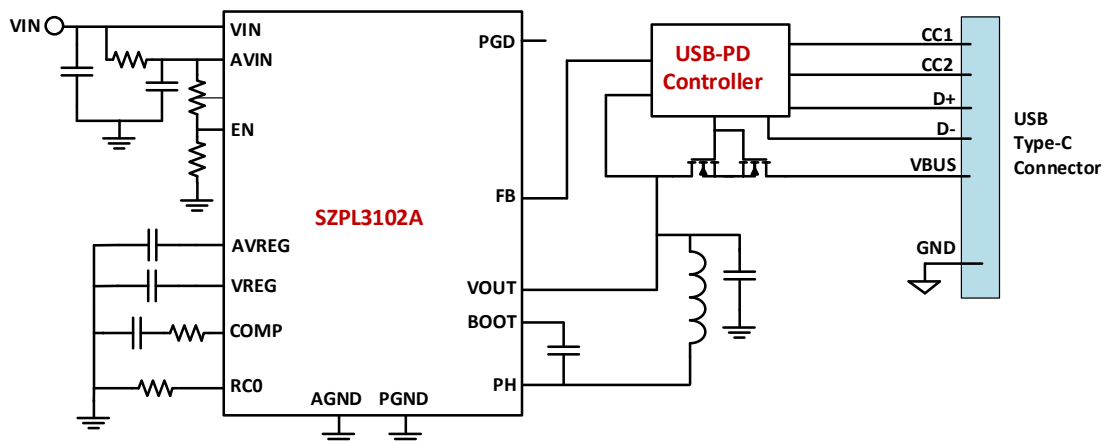 VIN
VIN
AVIN
EN
AVREG
VREG
COMP
RC0
AGND
PGND
SZPL3102A
PGD
FB
VOUT
BOOT
PH
USB-PD
Controller
CC1
CC2
D+
D-
VBUS
GND
USB
Type-C
Connector